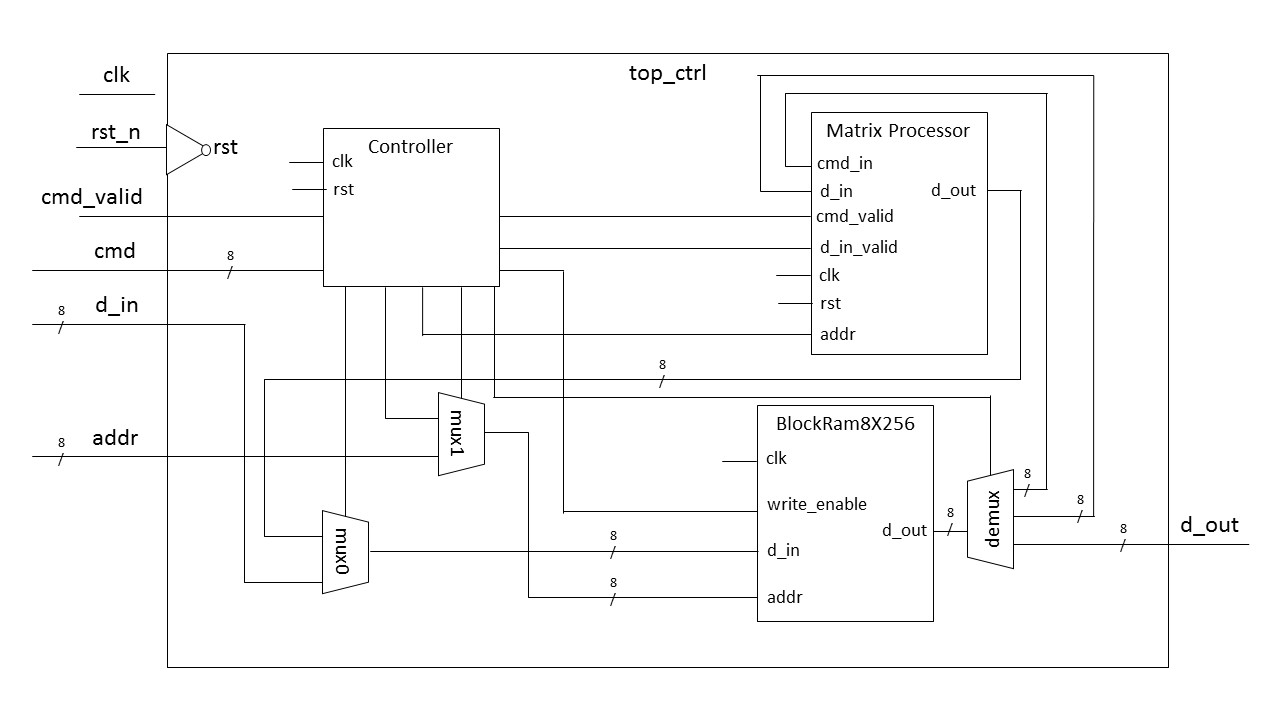 top_ctrl
clk
rst_n
rst
cmd_valid
cmd
8
d_in
8
addr
8
Controller
clk
rst
Matrix Processor
cmd_in
d_in
d_out
cmd_valid
d_in_valid
clk
rst
addr
8
mux1
mux0
BlockRam8X256
clk
write_enable
d_out
d_in
addr
8
8
8
demux
8
8
8
d_out